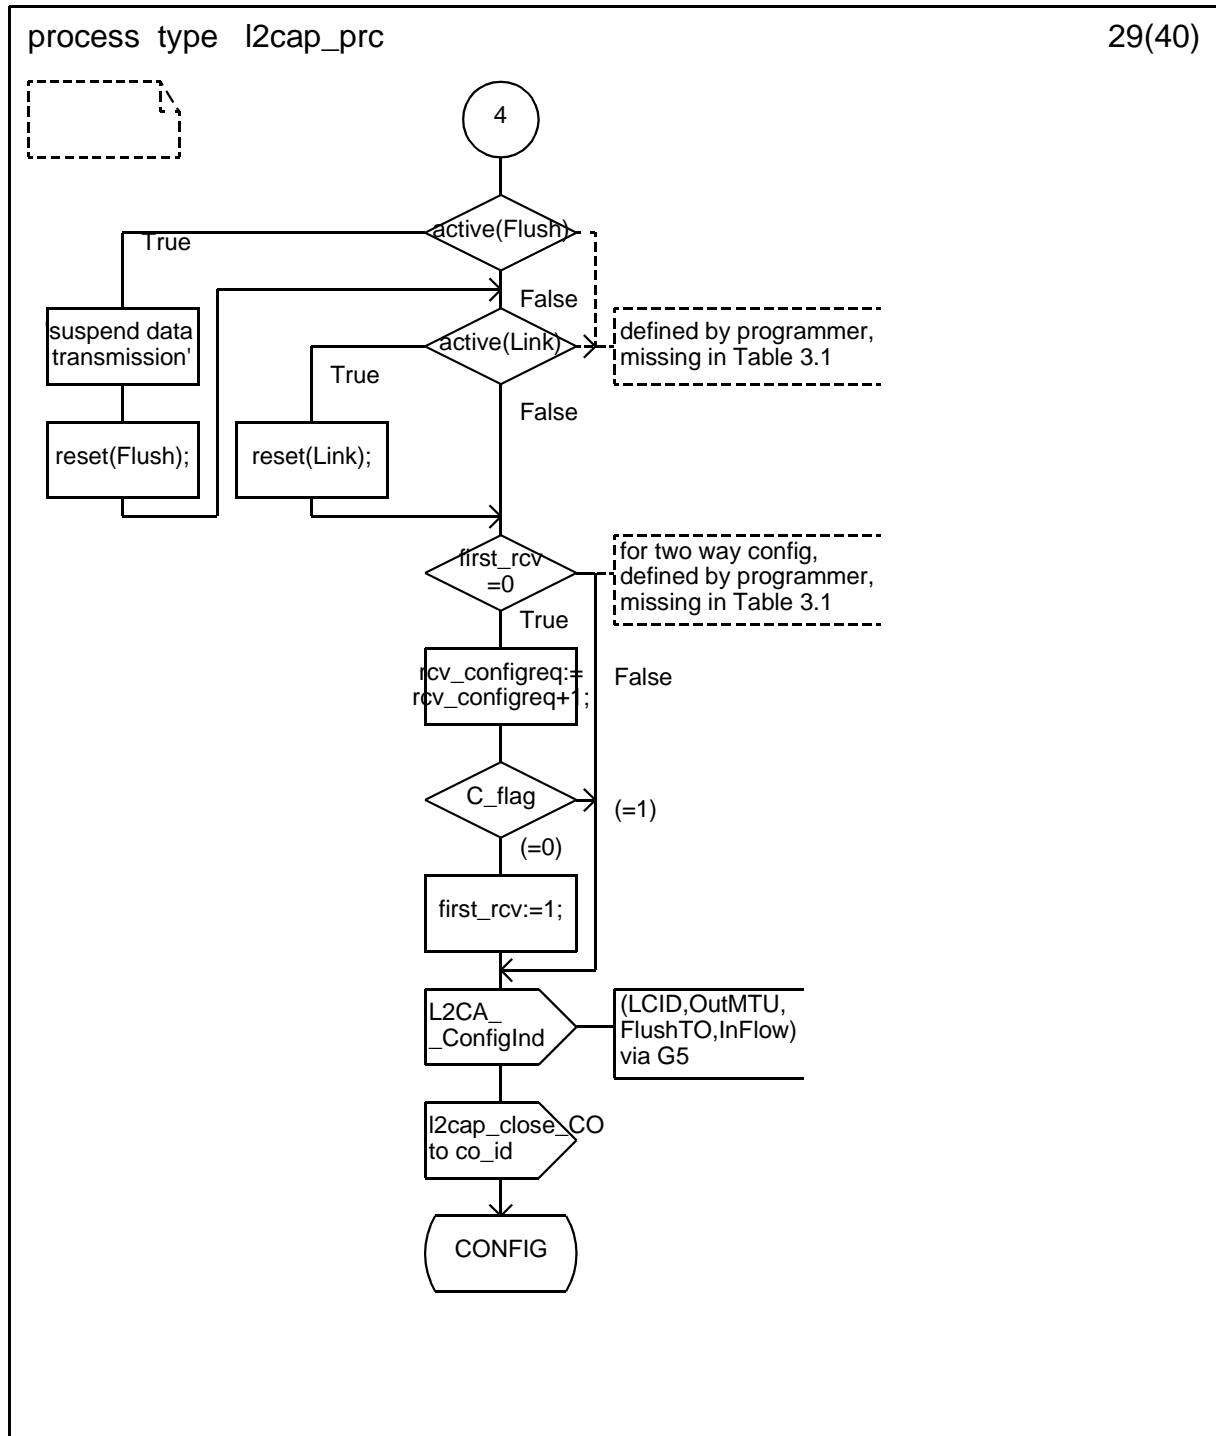 process type l2cap_prc
29(40)
4
active(Flush)
True
False
'suspend data
transmission'
active(Link)
defined by programmer,
missing in Table 3.1
True
False
reset(Flush);
reset(Link);
first_rcv
=0
for two way config,
defined by programmer,
missing in Table 3.1
True
rcv_configreq:=
rcv_configreq+1;
False
C_flag
(=1)
(=0)
first_rcv:=1;
L2CA_
_ConfigInd
(LCID,OutMTU,
FlushTO,InFlow)
via G5
l2cap_close_CO
to co_id
CONFIG